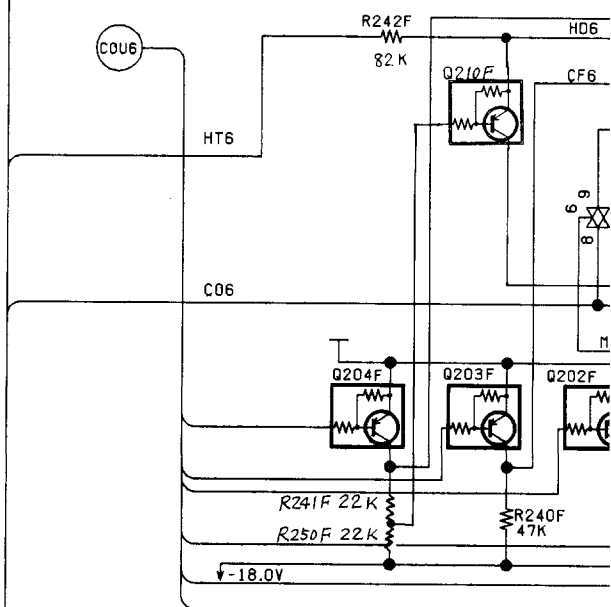 R242F
HD6
COU6
82K
Q210F
CF6
HT6
6 9
8
CO6
M
Q204F
Q203F
Q202F
R241F 22K
R240F
47K
R250F 22K
-18.0V